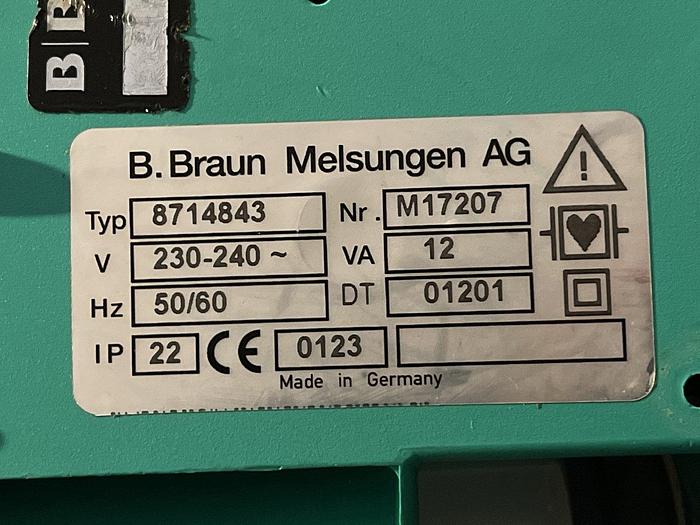 B. Braun Melsungen AG
Typ 8714843 Nr. M17207
V 230-240 ~ VA 12
Hz 50/60 DT 01201
IP 22 CE 0123
Made in Germany